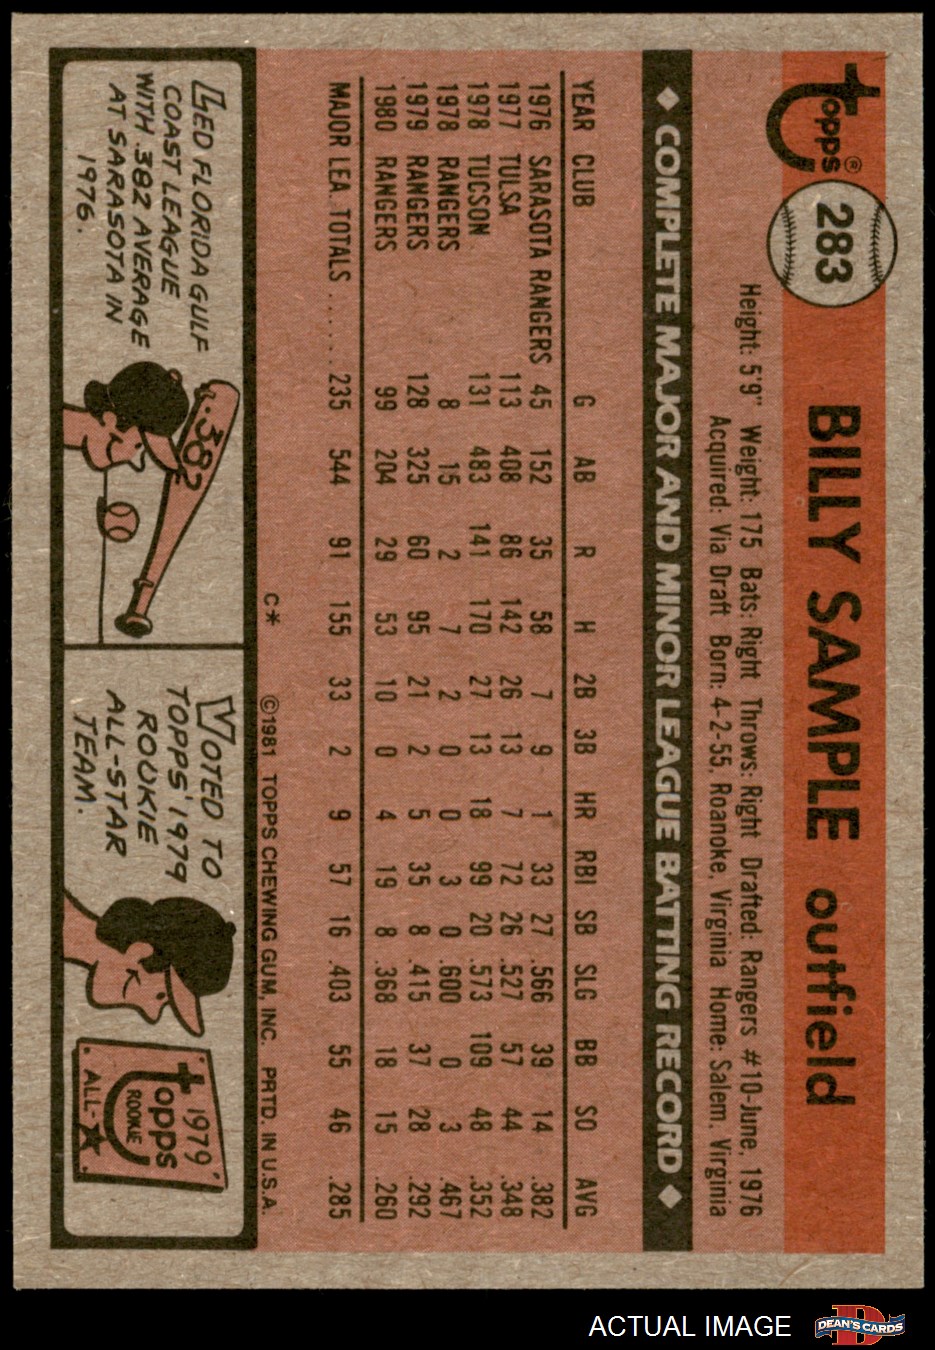 topps®
283
BILLY SAMPLE outfield
Height: 5'9" Weight: 175 Bats: Right Throws: Right Drafted: Rangers #10-June, 1976
Acquired: Via Draft Born: 4-2-55, Roanoke, Virginia Home: Salem, Virginia
◆ COMPLETE MAJOR AND MINOR LEAGUE BATTING RECORD ◆
YEAR CLUB G AB R H 2B 3B HR RBI SB SLG BB SO AVG
1976 SARASOTA RANGERS 45 152 35 58 7 9 1 33 27 .566 39 14 .382
1977 TULSA 113 408 86 142 26 13 7 72 26 .527 57 44 .348
1978 TUCSON 131 483 141 170 27 13 18 99 20 .573 109 48 .352
1978 RANGERS 8 15 2 7 2 0 0 3 0 .600 0 3 .467
1979 RANGERS 128 325 60 95 21 2 5 35 8 .415 37 28 .292
1980 RANGERS 99 204 29 53 10 0 4 19 8 .368 18 15 .260
MAJOR LEA. TOTALS ..... 235 544 91 155 33 2 9 57 16 .403 55 46 .285
C* ©1981 TOPPS CHEWING GUM, INC. PRTD. IN U.S.A.
LED FLORIDA GULF
COAST LEAGUE
WITH .382 AVERAGE
AT SARASOTA IN
1976.
.382
VOTED TO
TOPPS' 1979
ROOKIE
ALL-STAR
TEAM.
1979
topps
ROOKIE
ALL-★
ACTUAL IMAGE
D
DEAN'S CARDS